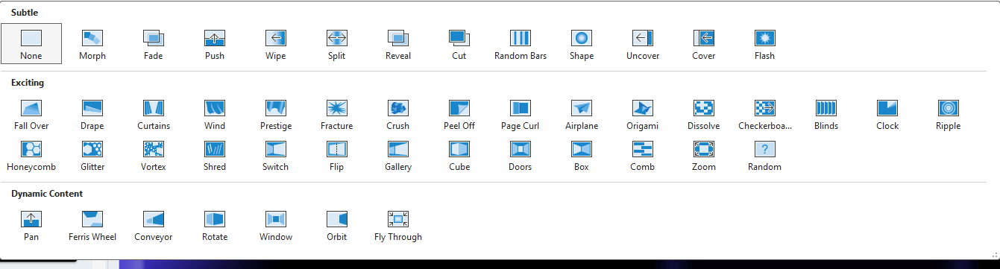 Subtle
None Morph Fade Push Wipe Split Reveal Cut Random Bars Shape Uncover Cover Flash
Exciting
Fall Over Drape Curtains Wind Prestige Fracture Crush Peel Off Page Curl Airplane Origami Dissolve Checkerboa... Blinds Clock Ripple
?
Honeycomb Glitter Vortex Shred Switch Flip Gallery Cube Doors Box Comb Zoom Random
Dynamic Content
Pan Ferris Wheel Conveyor Rotate Window Orbit Fly Through